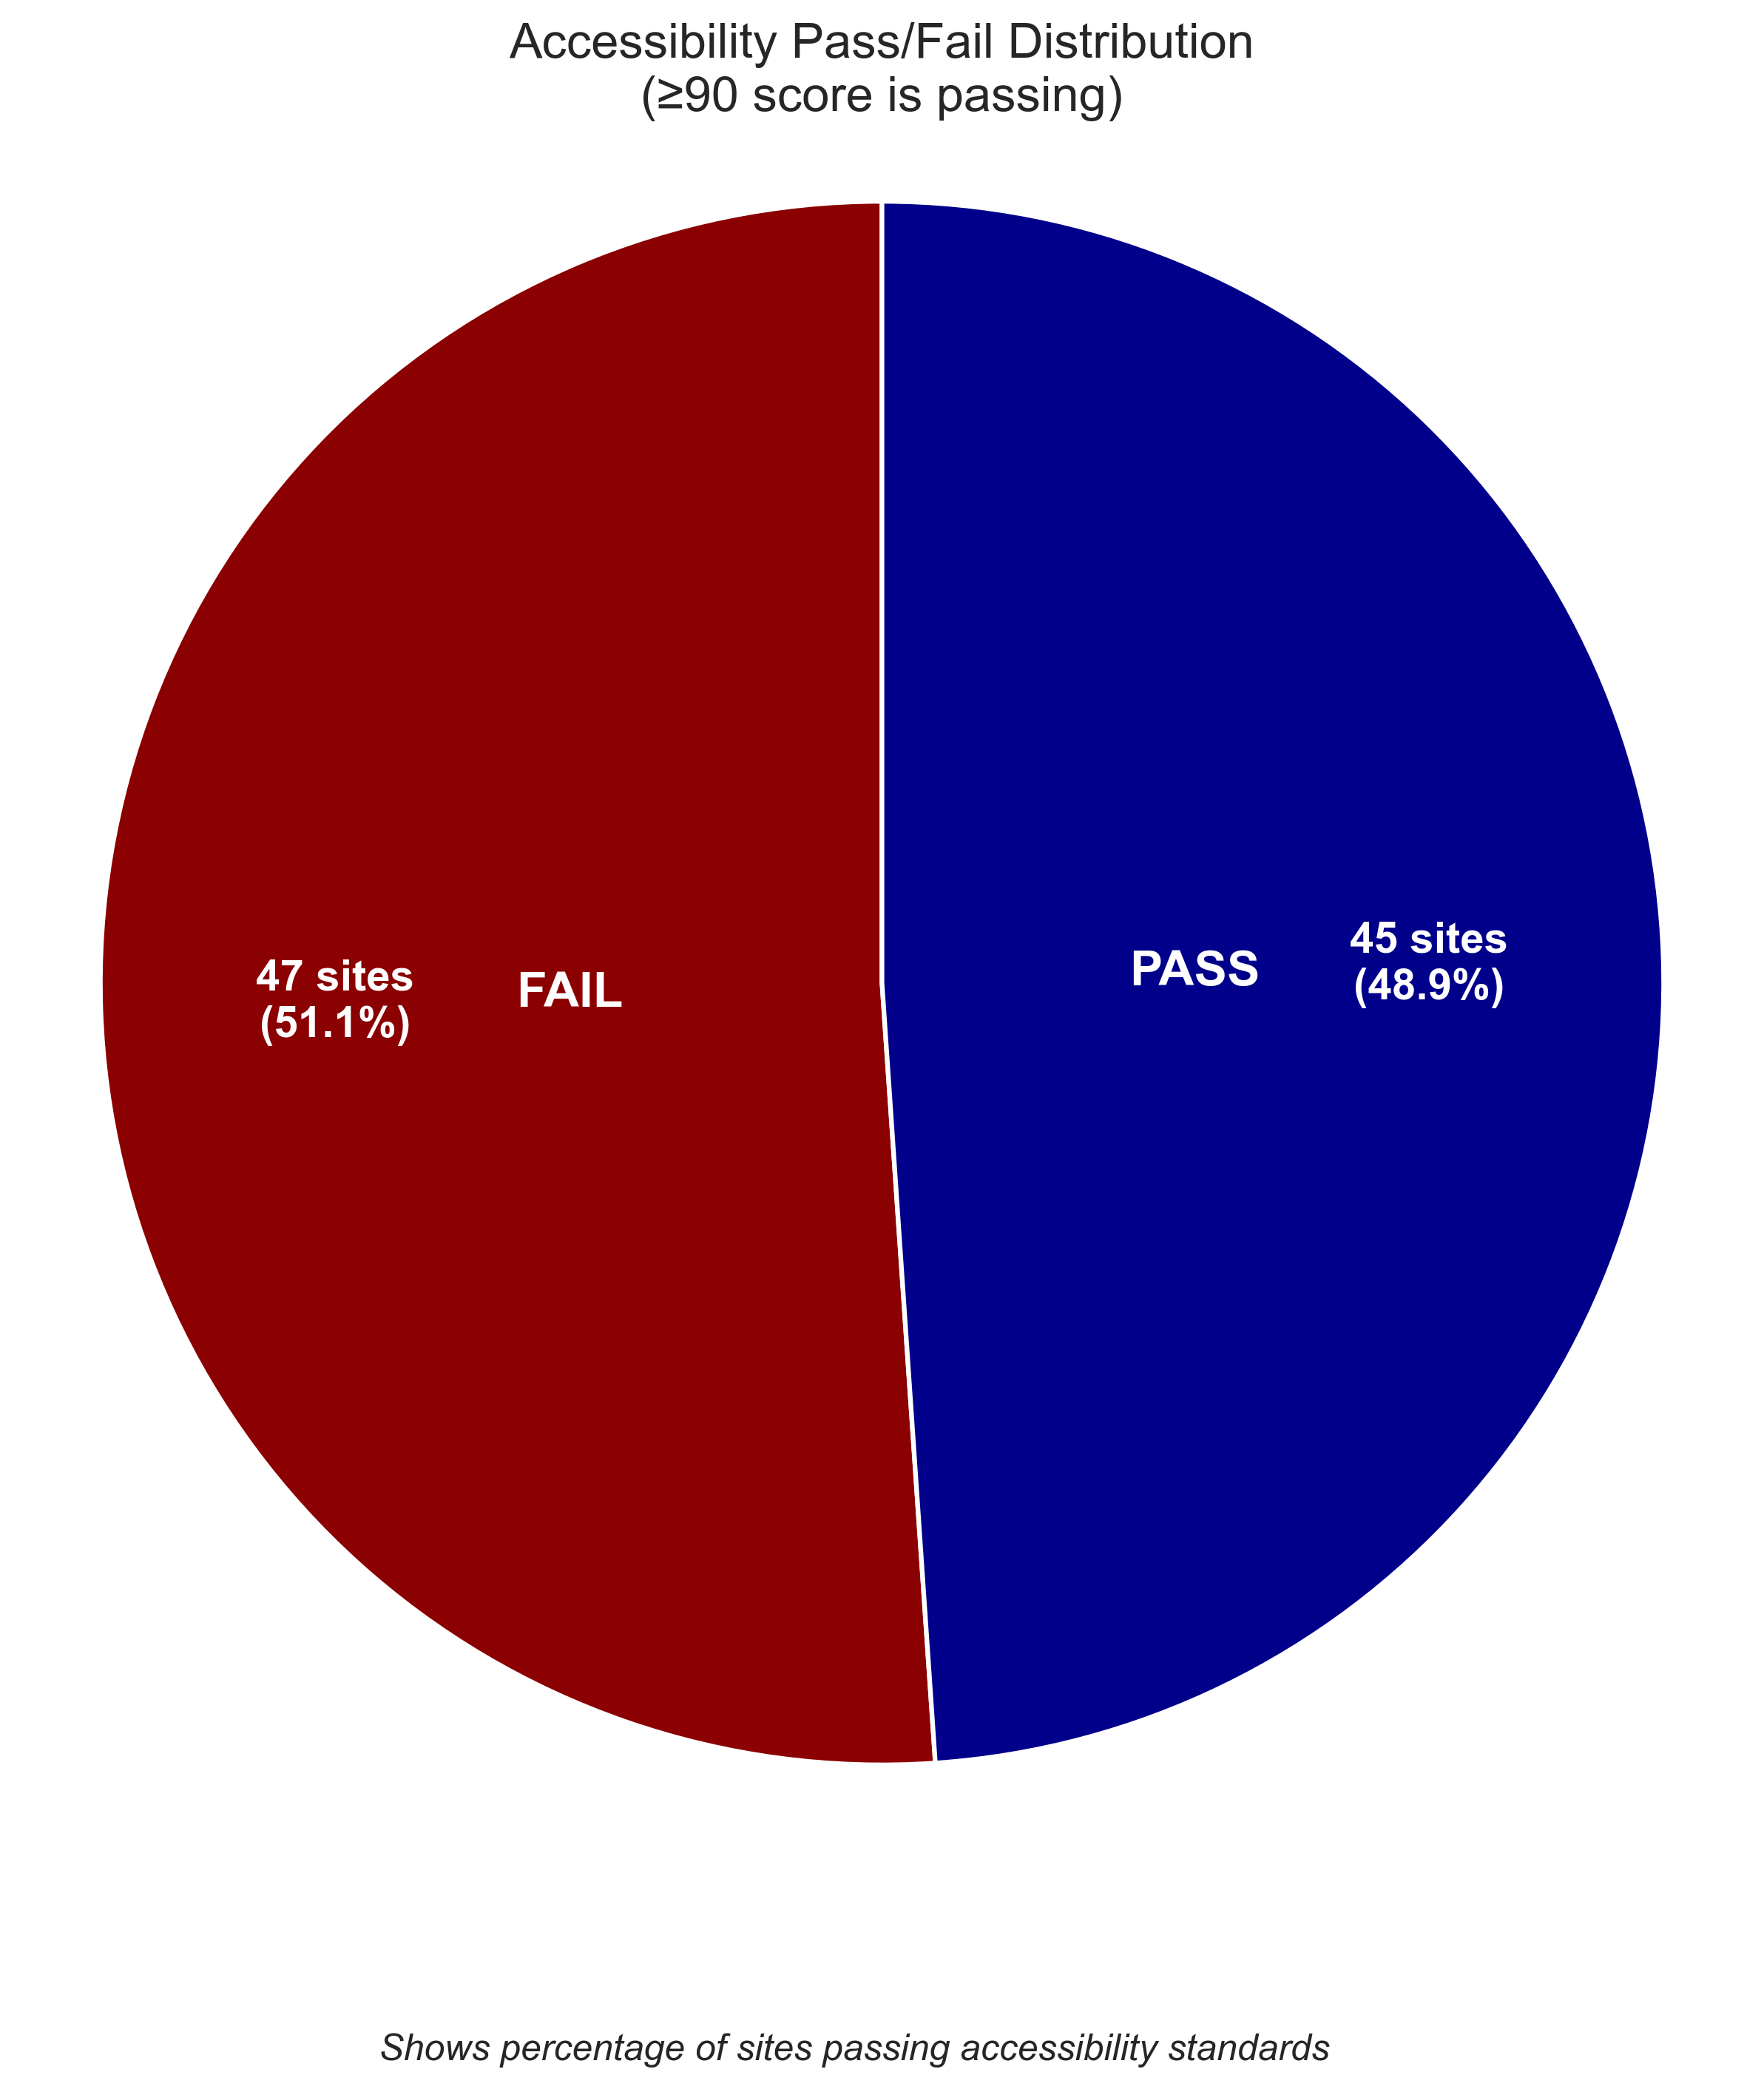 Accessibility Pass/Fail Distribution
(≥90 score is passing)
47 sites
(51.1%)
FAIL
PASS
45 sites
(48.9%)
Shows percentage of sites passing accessibility standards